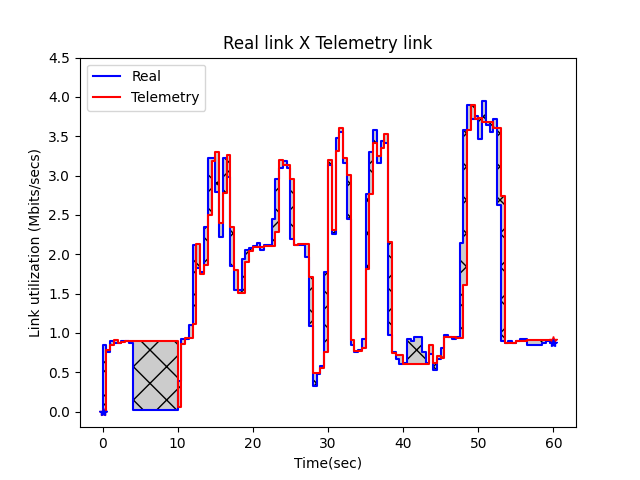 Real link X Telemetry link
Real
Telemetry
Link utilization (Mbits/secs)
4.5
4.0
3.5
3.0
2.5
2.0
1.5
1.0
0.5
0.0
0 10 20 30 40 50 60
Time(sec)